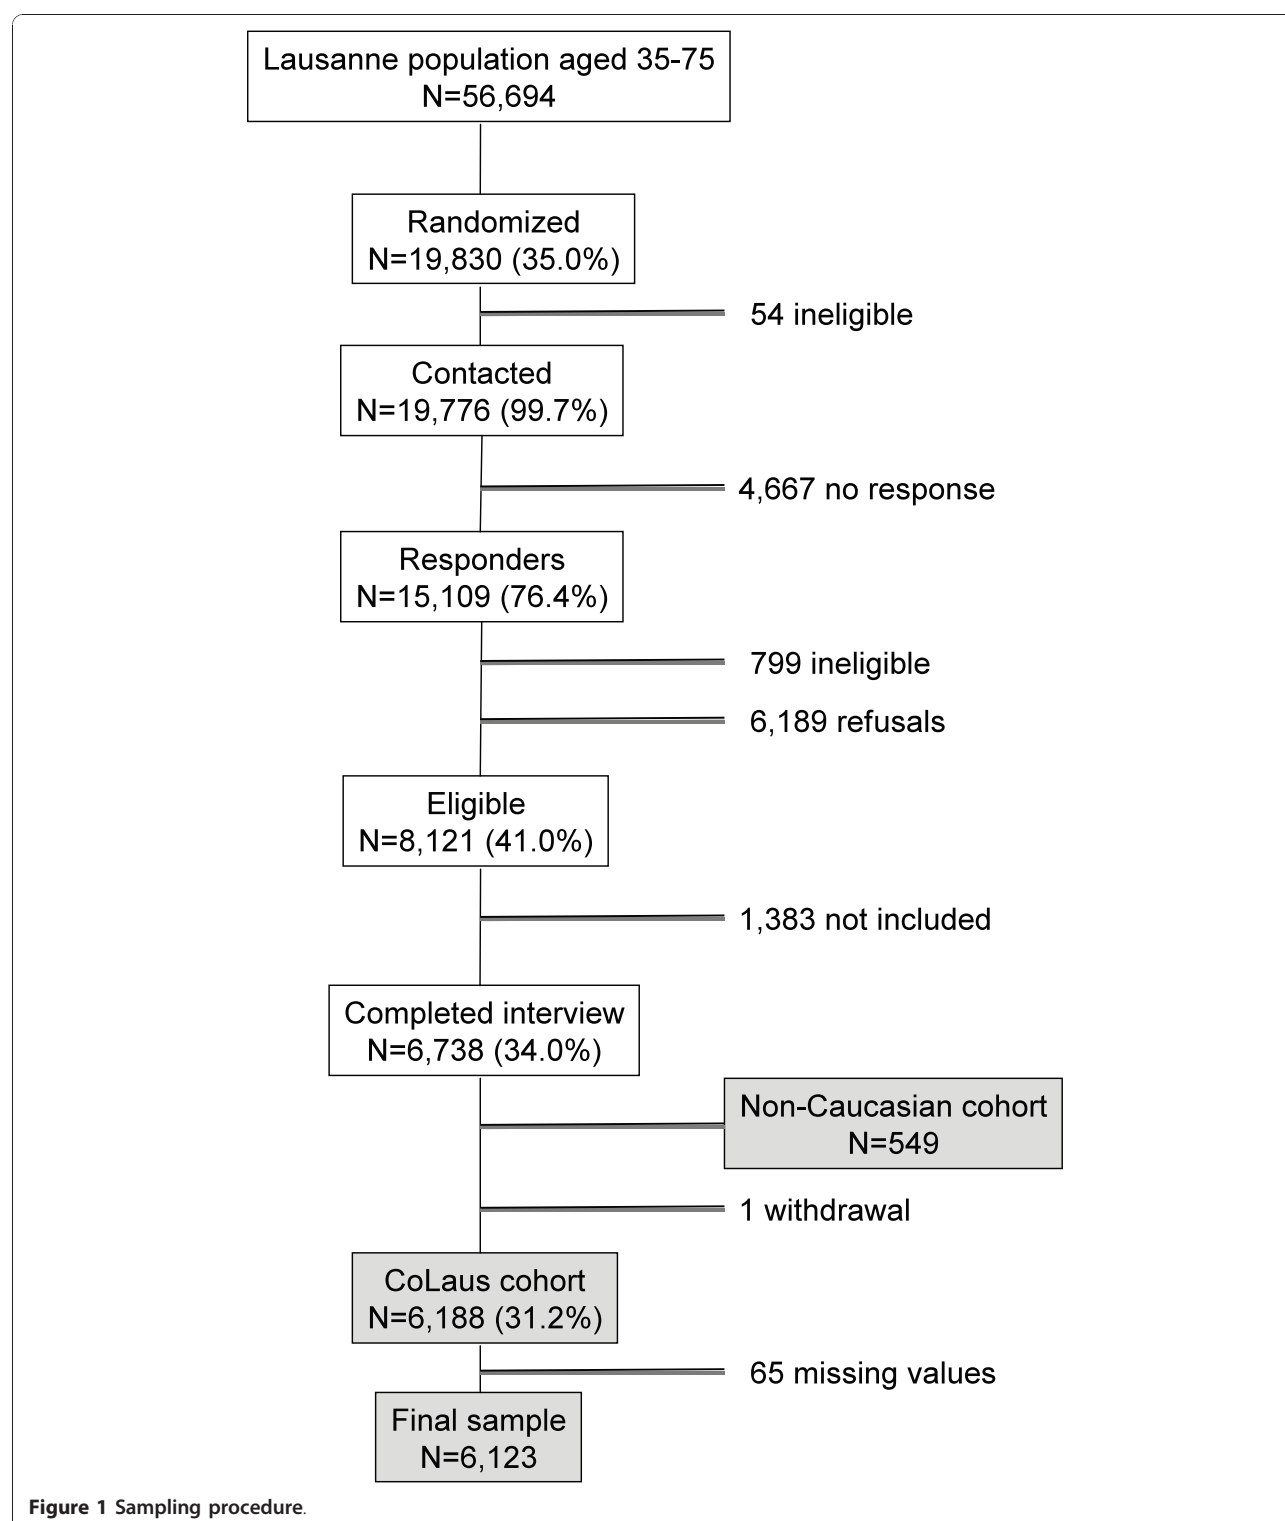 Lausanne population aged 35-75
N=56,694
Randomized
N=19,830 (35.0%)
54 ineligible
Contacted
N=19,776 (99.7%)
4,667 no response
Responders
N=15,109 (76.4%)
799 ineligible
6,189 refusals
Eligible
N=8,121 (41.0%)
1,383 not included
Completed interview
N=6,738 (34.0%)
Non-Caucasian cohort
N=549
1 withdrawal
CoLaus cohort
N=6,188 (31.2%)
65 missing values
Final sample
N=6,123
Figure 1 Sampling procedure.